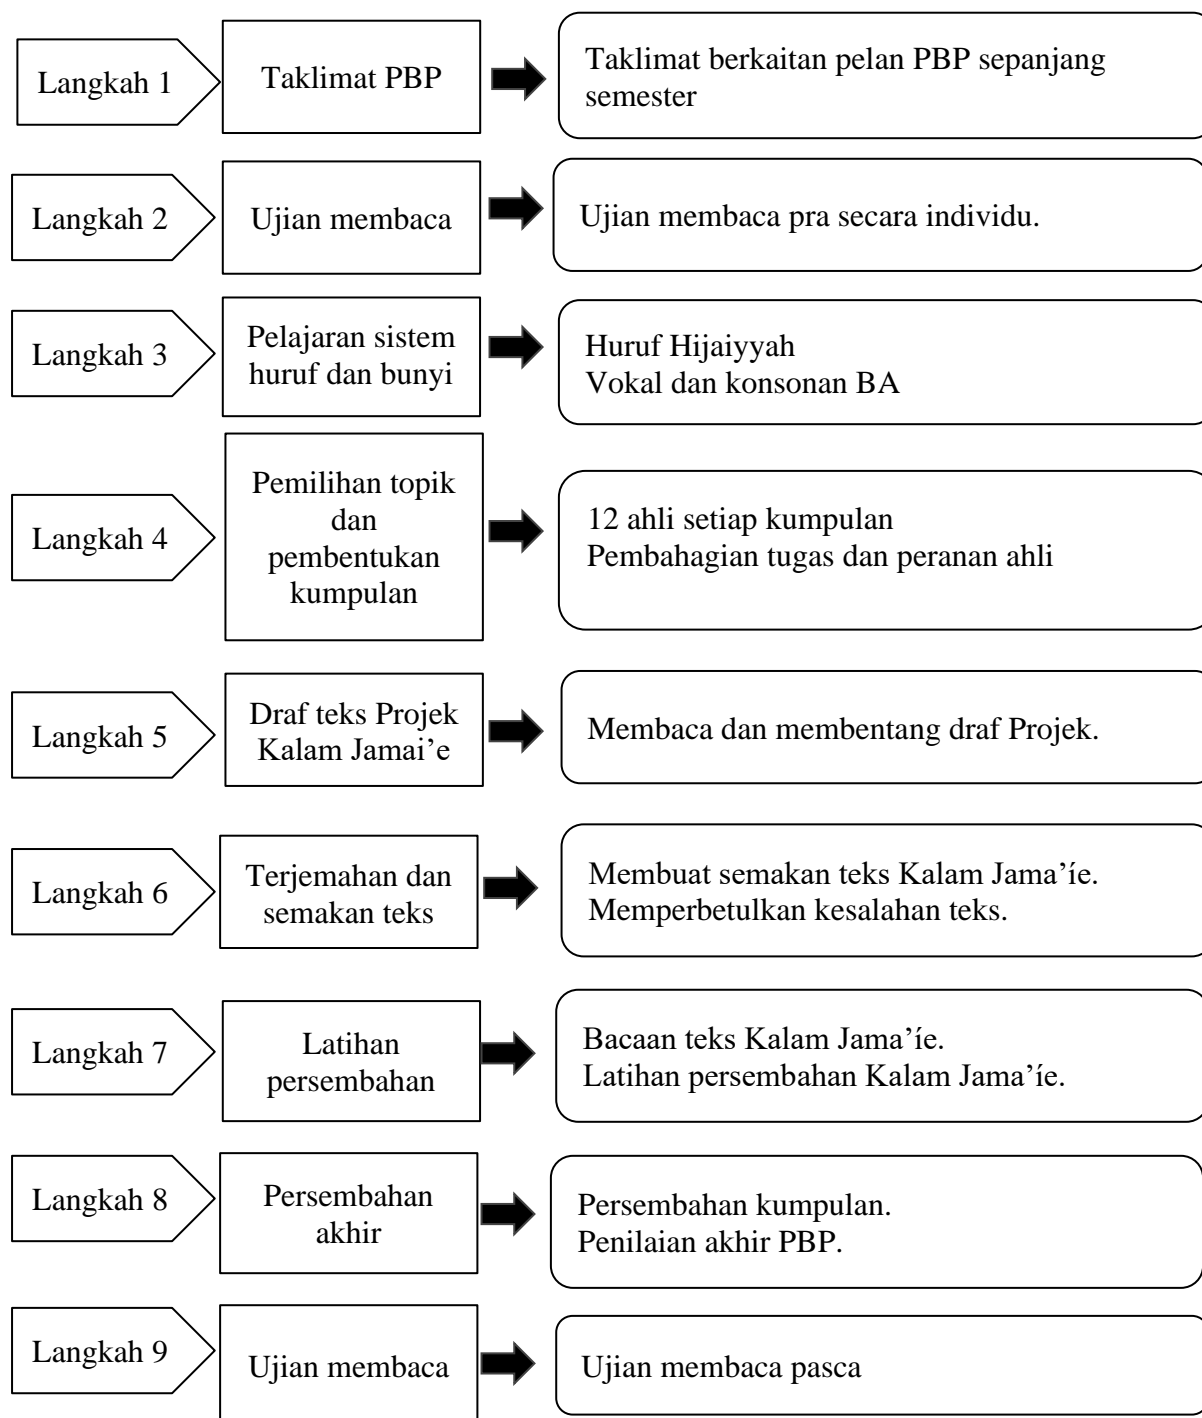 Langkah 1
Taklimat PBP
Taklimat berkaitan pelan PBP sepanjang
semester
Langkah 2
Ujian membaca
Ujian membaca pra secara individu.
Langkah 3
Pelajaran sistem
huruf dan bunyi
Huruf Hijaiyyah
Vokal dan konsonan BA
Langkah 4
Pemilihan topik
dan
pembentukan
kumpulan
12 ahli setiap kumpulan
Pembahagian tugas dan peranan ahli
Langkah 5
Draf teks Projek
Kalam Jamai’e
Membaca dan membentang draf Projek.
Langkah 6
Terjemahan dan
semakan teks
Membuat semakan teks Kalam Jama’íe.
Memperbetulkan kesalahan teks.
Langkah 7
Latihan
persembahan
Bacaan teks Kalam Jama’íe.
Latihan persembahan Kalam Jama’íe.
Langkah 8
Persembahan
akhir
Persembahan kumpulan.
Penilaian akhir PBP.
Langkah 9
Ujian membaca
Ujian membaca pasca